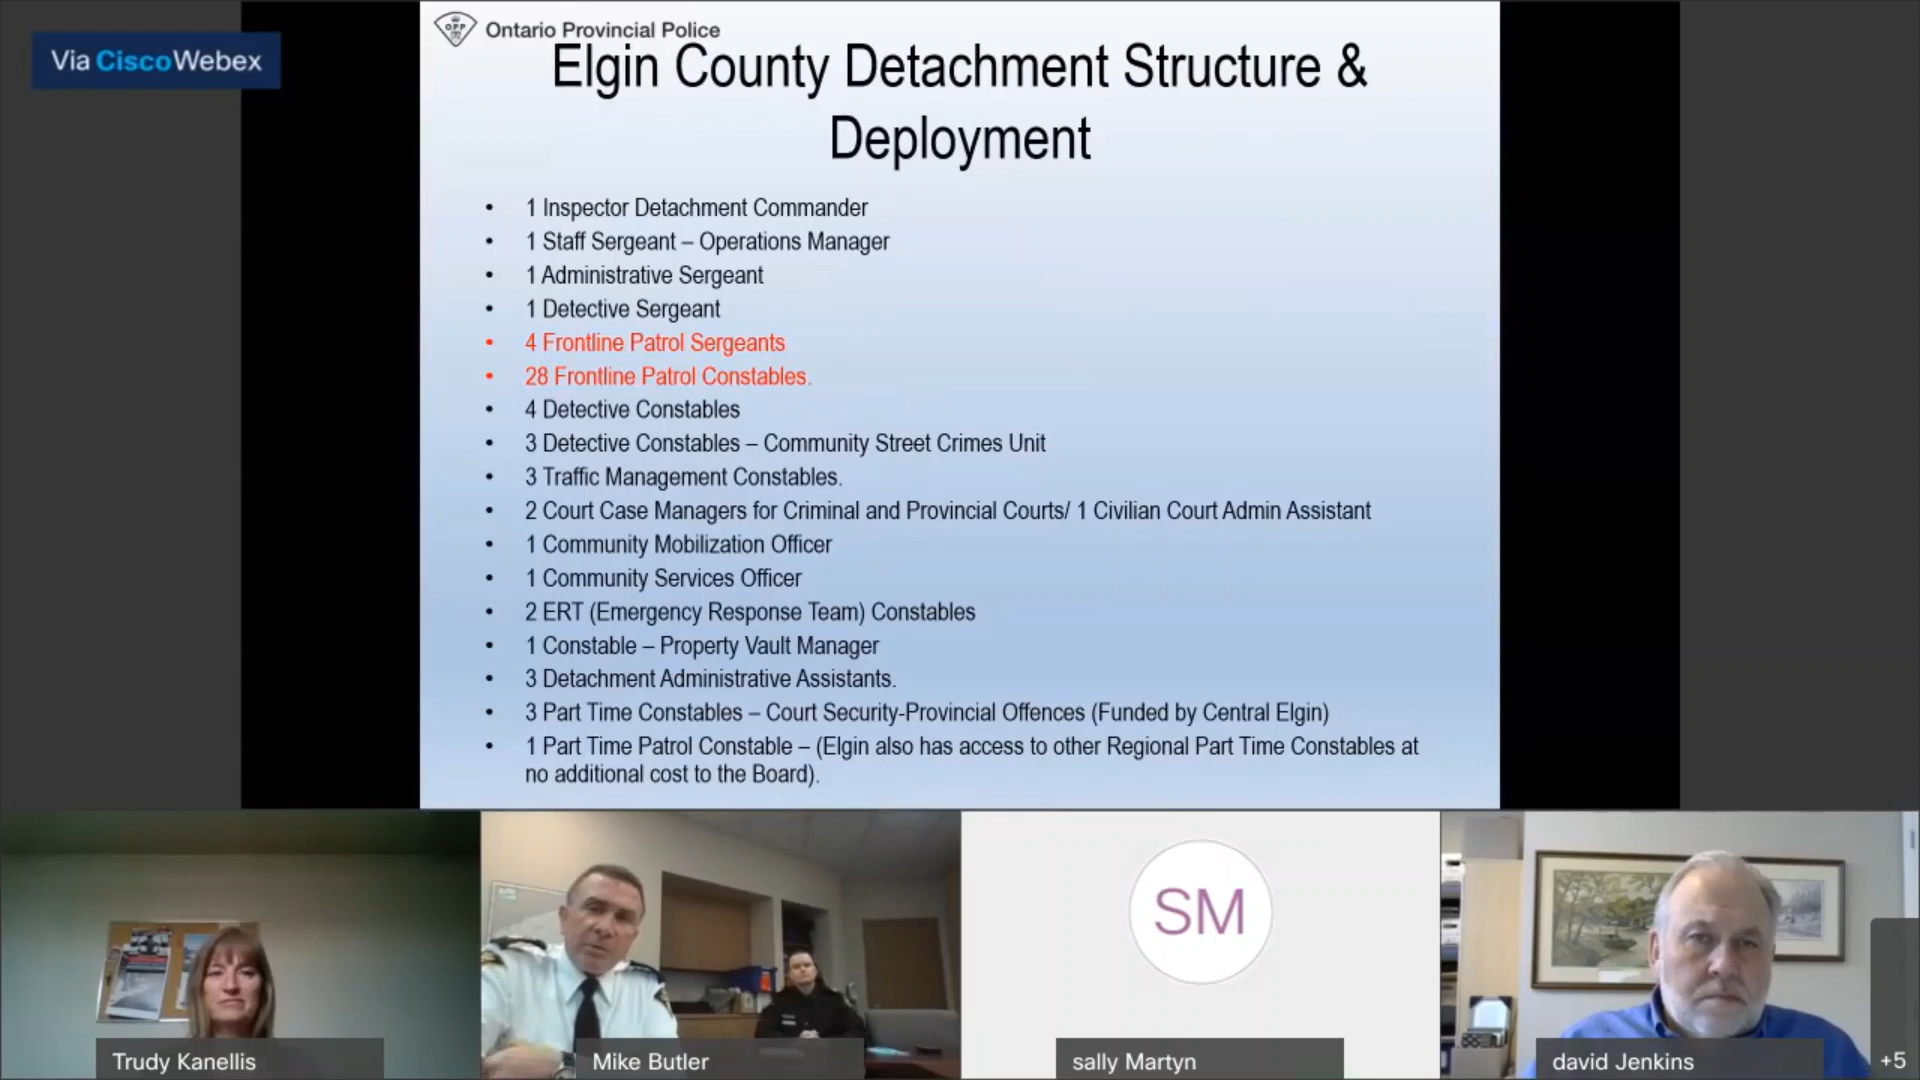 Via CiscoWebex
OPP
Ontario Provincial Police
Elgin County Detachment Structure &
Deployment
• 1 Inspector Detachment Commander
• 1 Staff Sergeant – Operations Manager
• 1 Administrative Sergeant
• 1 Detective Sergeant
• 4 Frontline Patrol Sergeants
• 28 Frontline Patrol Constables.
• 4 Detective Constables
• 3 Detective Constables – Community Street Crimes Unit
• 3 Traffic Management Constables.
• 2 Court Case Managers for Criminal and Provincial Courts/ 1 Civilian Court Admin Assistant
• 1 Community Mobilization Officer
• 1 Community Services Officer
• 2 ERT (Emergency Response Team) Constables
• 1 Constable – Property Vault Manager
• 3 Detachment Administrative Assistants.
• 3 Part Time Constables – Court Security-Provincial Offences (Funded by Central Elgin)
• 1 Part Time Patrol Constable – (Elgin also has access to other Regional Part Time Constables at
no additional cost to the Board).
SM
Trudy Kanellis
Mike Butler
sally Martyn
david Jenkins
+5